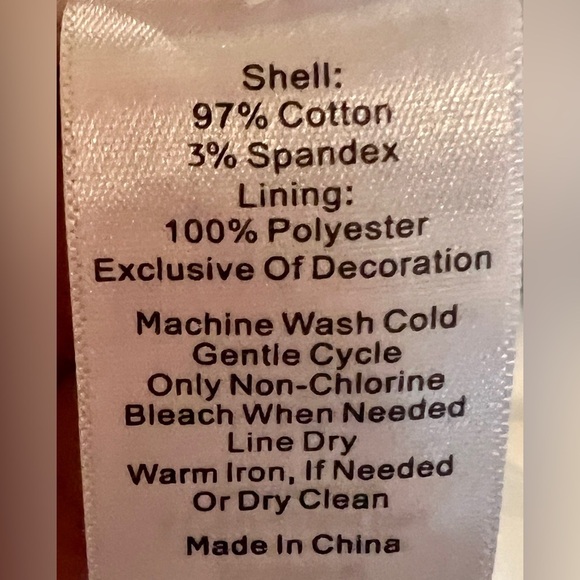 Shell:
97% Cotton
3% Spandex
Lining:
100% Polyester
Exclusive Of Decoration
Machine Wash Cold
Gentle Cycle
Only Non-Chlorine
Bleach When Needed
Line Dry
Warm Iron, If Needed
Or Dry Clean
Made In China